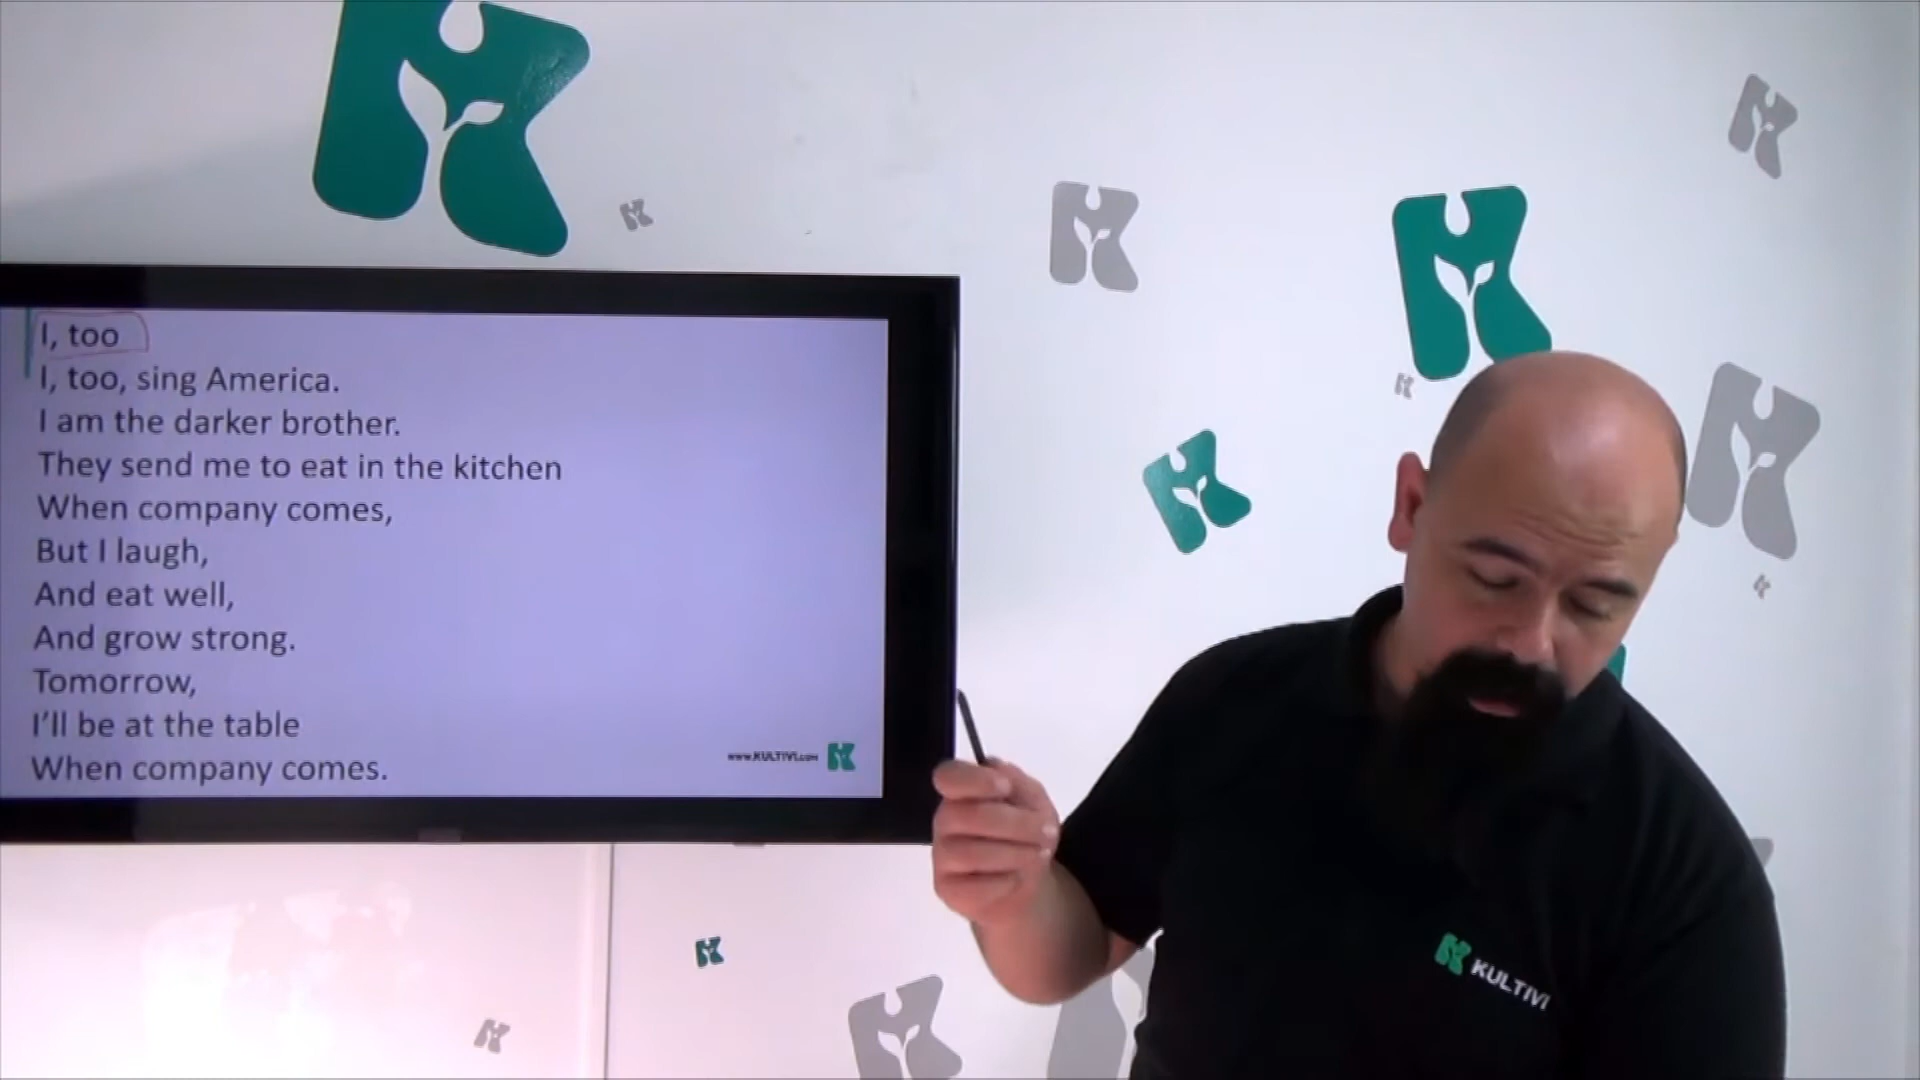 I, too
I, too, sing America.
I am the darker brother.
They send me to eat in the kitchen
When company comes,
But I laugh,
And eat well,
And grow strong.
Tomorrow,
I'll be at the table
When company comes.
www.KULTIVI.com
KULTIVI